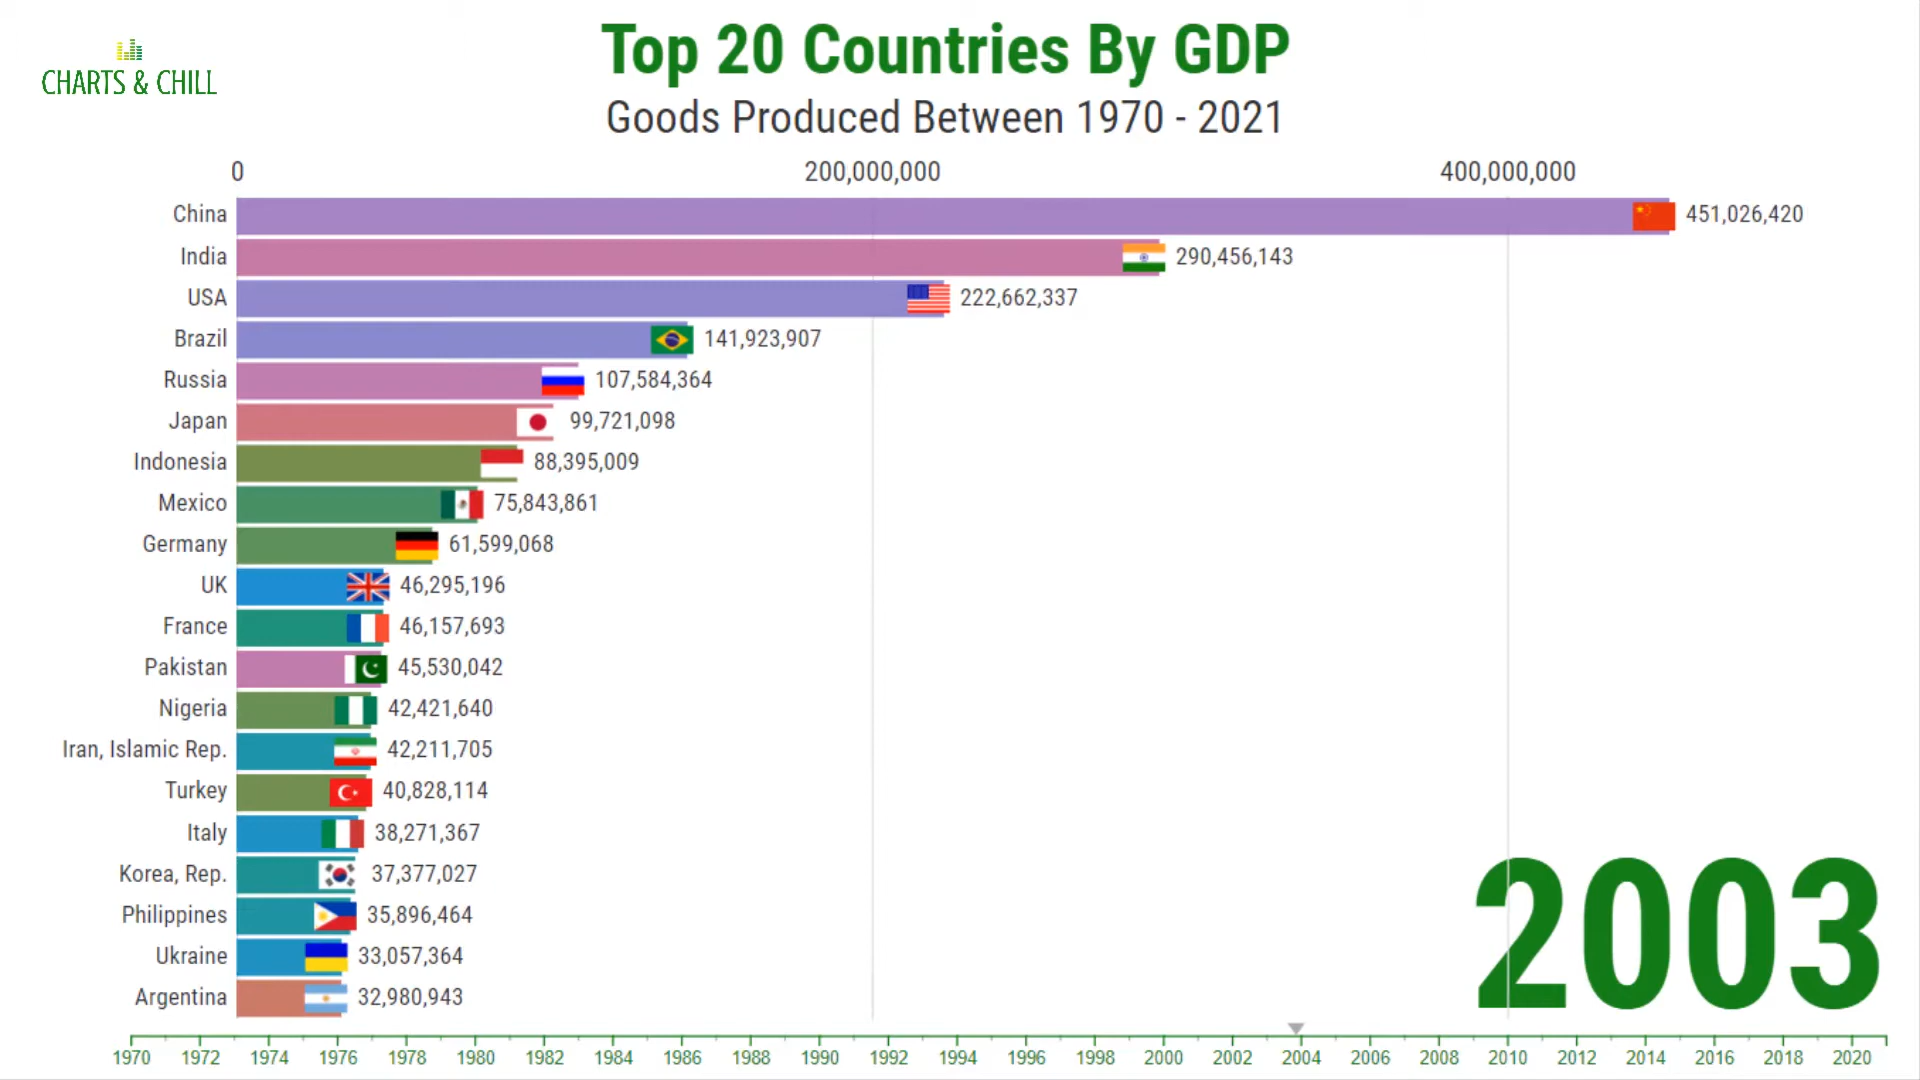 Top 20 Countries By GDP
CHARTS & CHILL
Goods Produced Between 1970 - 2021
0 200,000,000 400,000,000
China 451,026,420
India 290,456,143
USA 222,662,337
Brazil 141,923,907
Russia 107,584,364
Japan 99,721,098
Indonesia 88,395,009
Mexico 75,843,861
Germany 61,599,068
UK 46,295,196
France 46,157,693
Pakistan 45,530,042
Nigeria 42,421,640
Iran, Islamic Rep. 42,211,705
Turkey 40,828,114
Italy 38,271,367
Korea, Rep. 37,377,027
Philippines 35,896,464
Ukraine 33,057,364
Argentina 32,980,943
2003
1970 1972 1974 1976 1978 1980 1982 1984 1986 1988 1990 1992 1994 1996 1998 2000 2002 2004 2006 2008 2010 2012 2014 2016 2018 2020